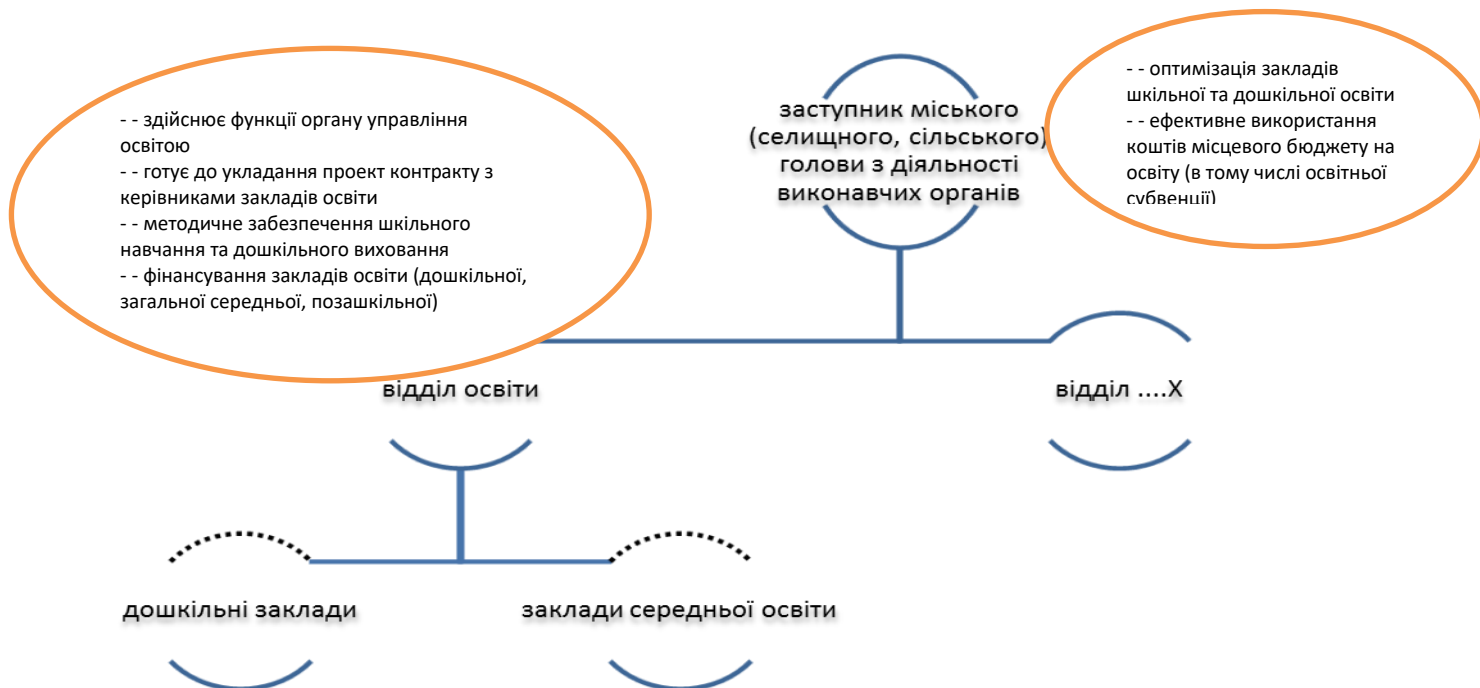 - - здійснює функції органу управління
освітою
- - готує до укладання проект контракту з
керівниками закладів освіти
- - методичне забезпечення шкільного
навчання та дошкільного виховання
- - фінансування закладів освіти (дошкільної,
загальної середньої, позашкільної)
заступник міського
(селищного, сільського)
голови з діяльності
виконавчих органів
- - оптимізація закладів
шкільної та дошкільної освіти
- - ефективне використання
коштів місцевого бюджету на
освіту (в тому числі освітньої
субвенції)
відділ освіти
відділ ....Х
дошкільні заклади
заклади середньої освіти